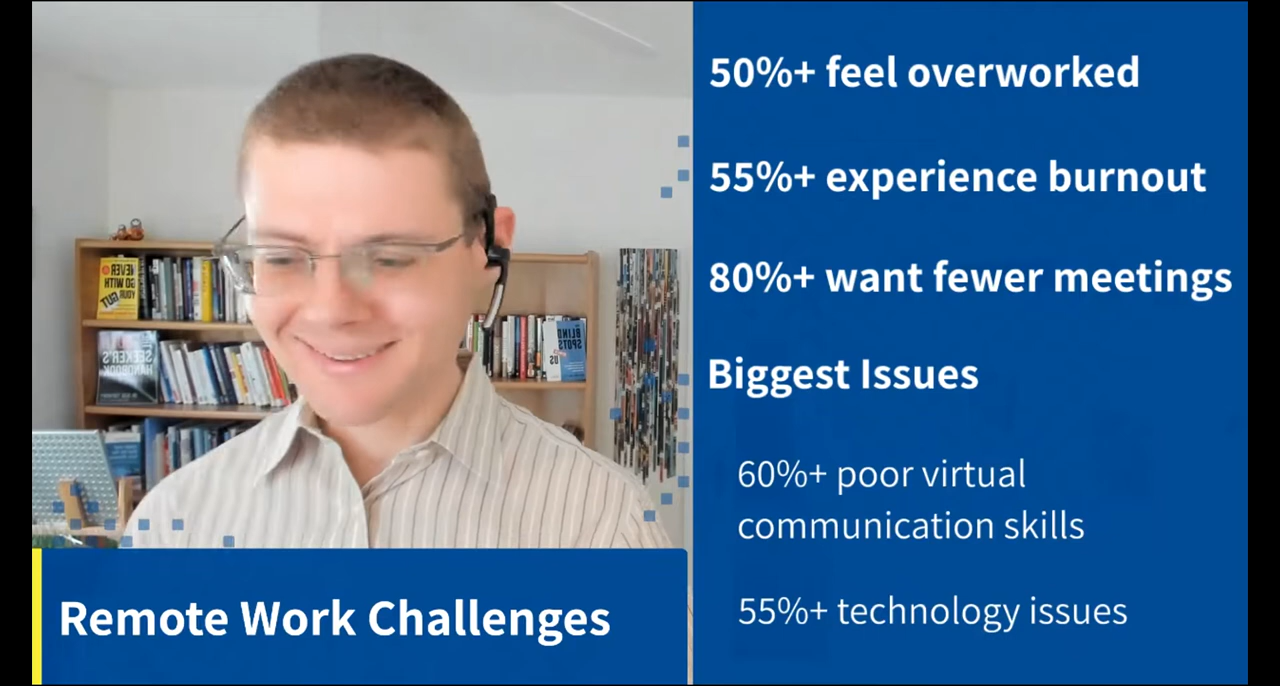 50%+ feel overworked
55%+ experience burnout
80%+ want fewer meetings
Biggest Issues
60%+ poor virtual
communication skills
55%+ technology issues
Remote Work Challenges
NEVER
GO WITH
YOUR
GUT
SEEKER'S
HANDBOOK
BLIND
SPOTS
US